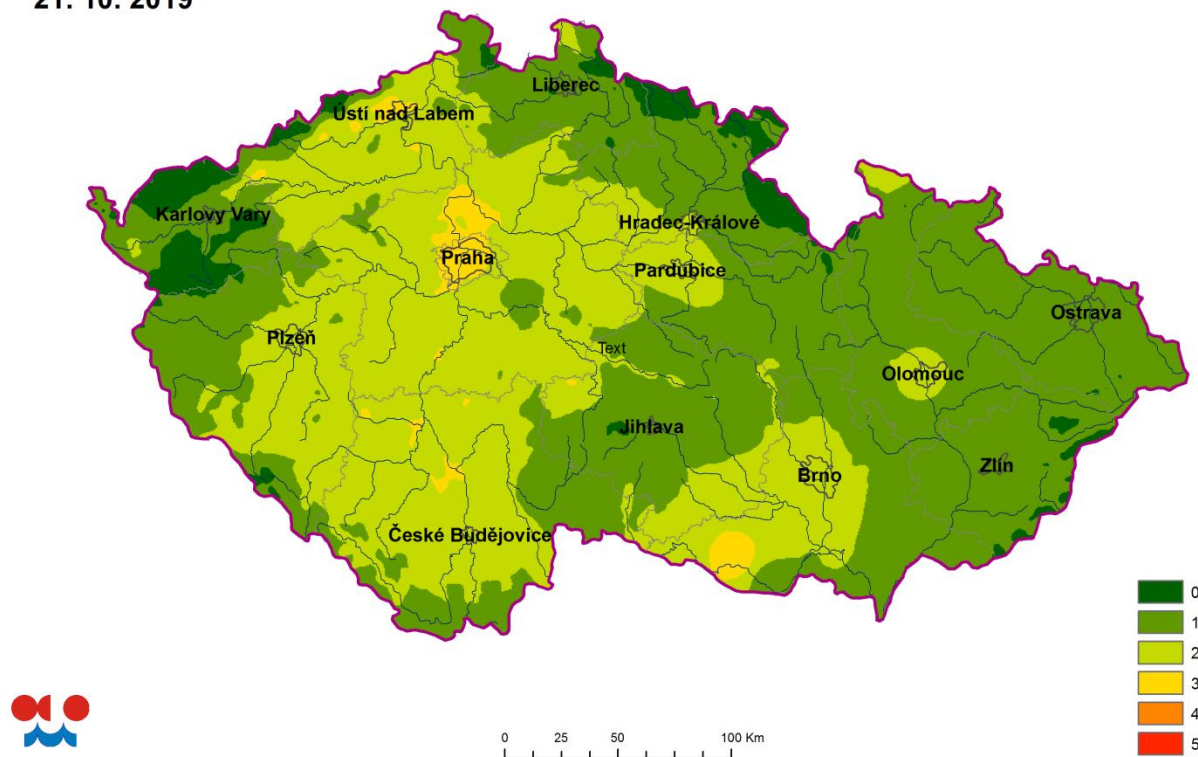 21. 10. 2019
Liberec
Ústí nad Labem
Karlovy Vary
Hradec-Králové
Praha
Pardubice
Ostrava
Plzeň
Text
Olomouc
Jihlava
Zlín
Brno
České Budějovice
0
1
2
3
4
5
0 25 50 100 Km